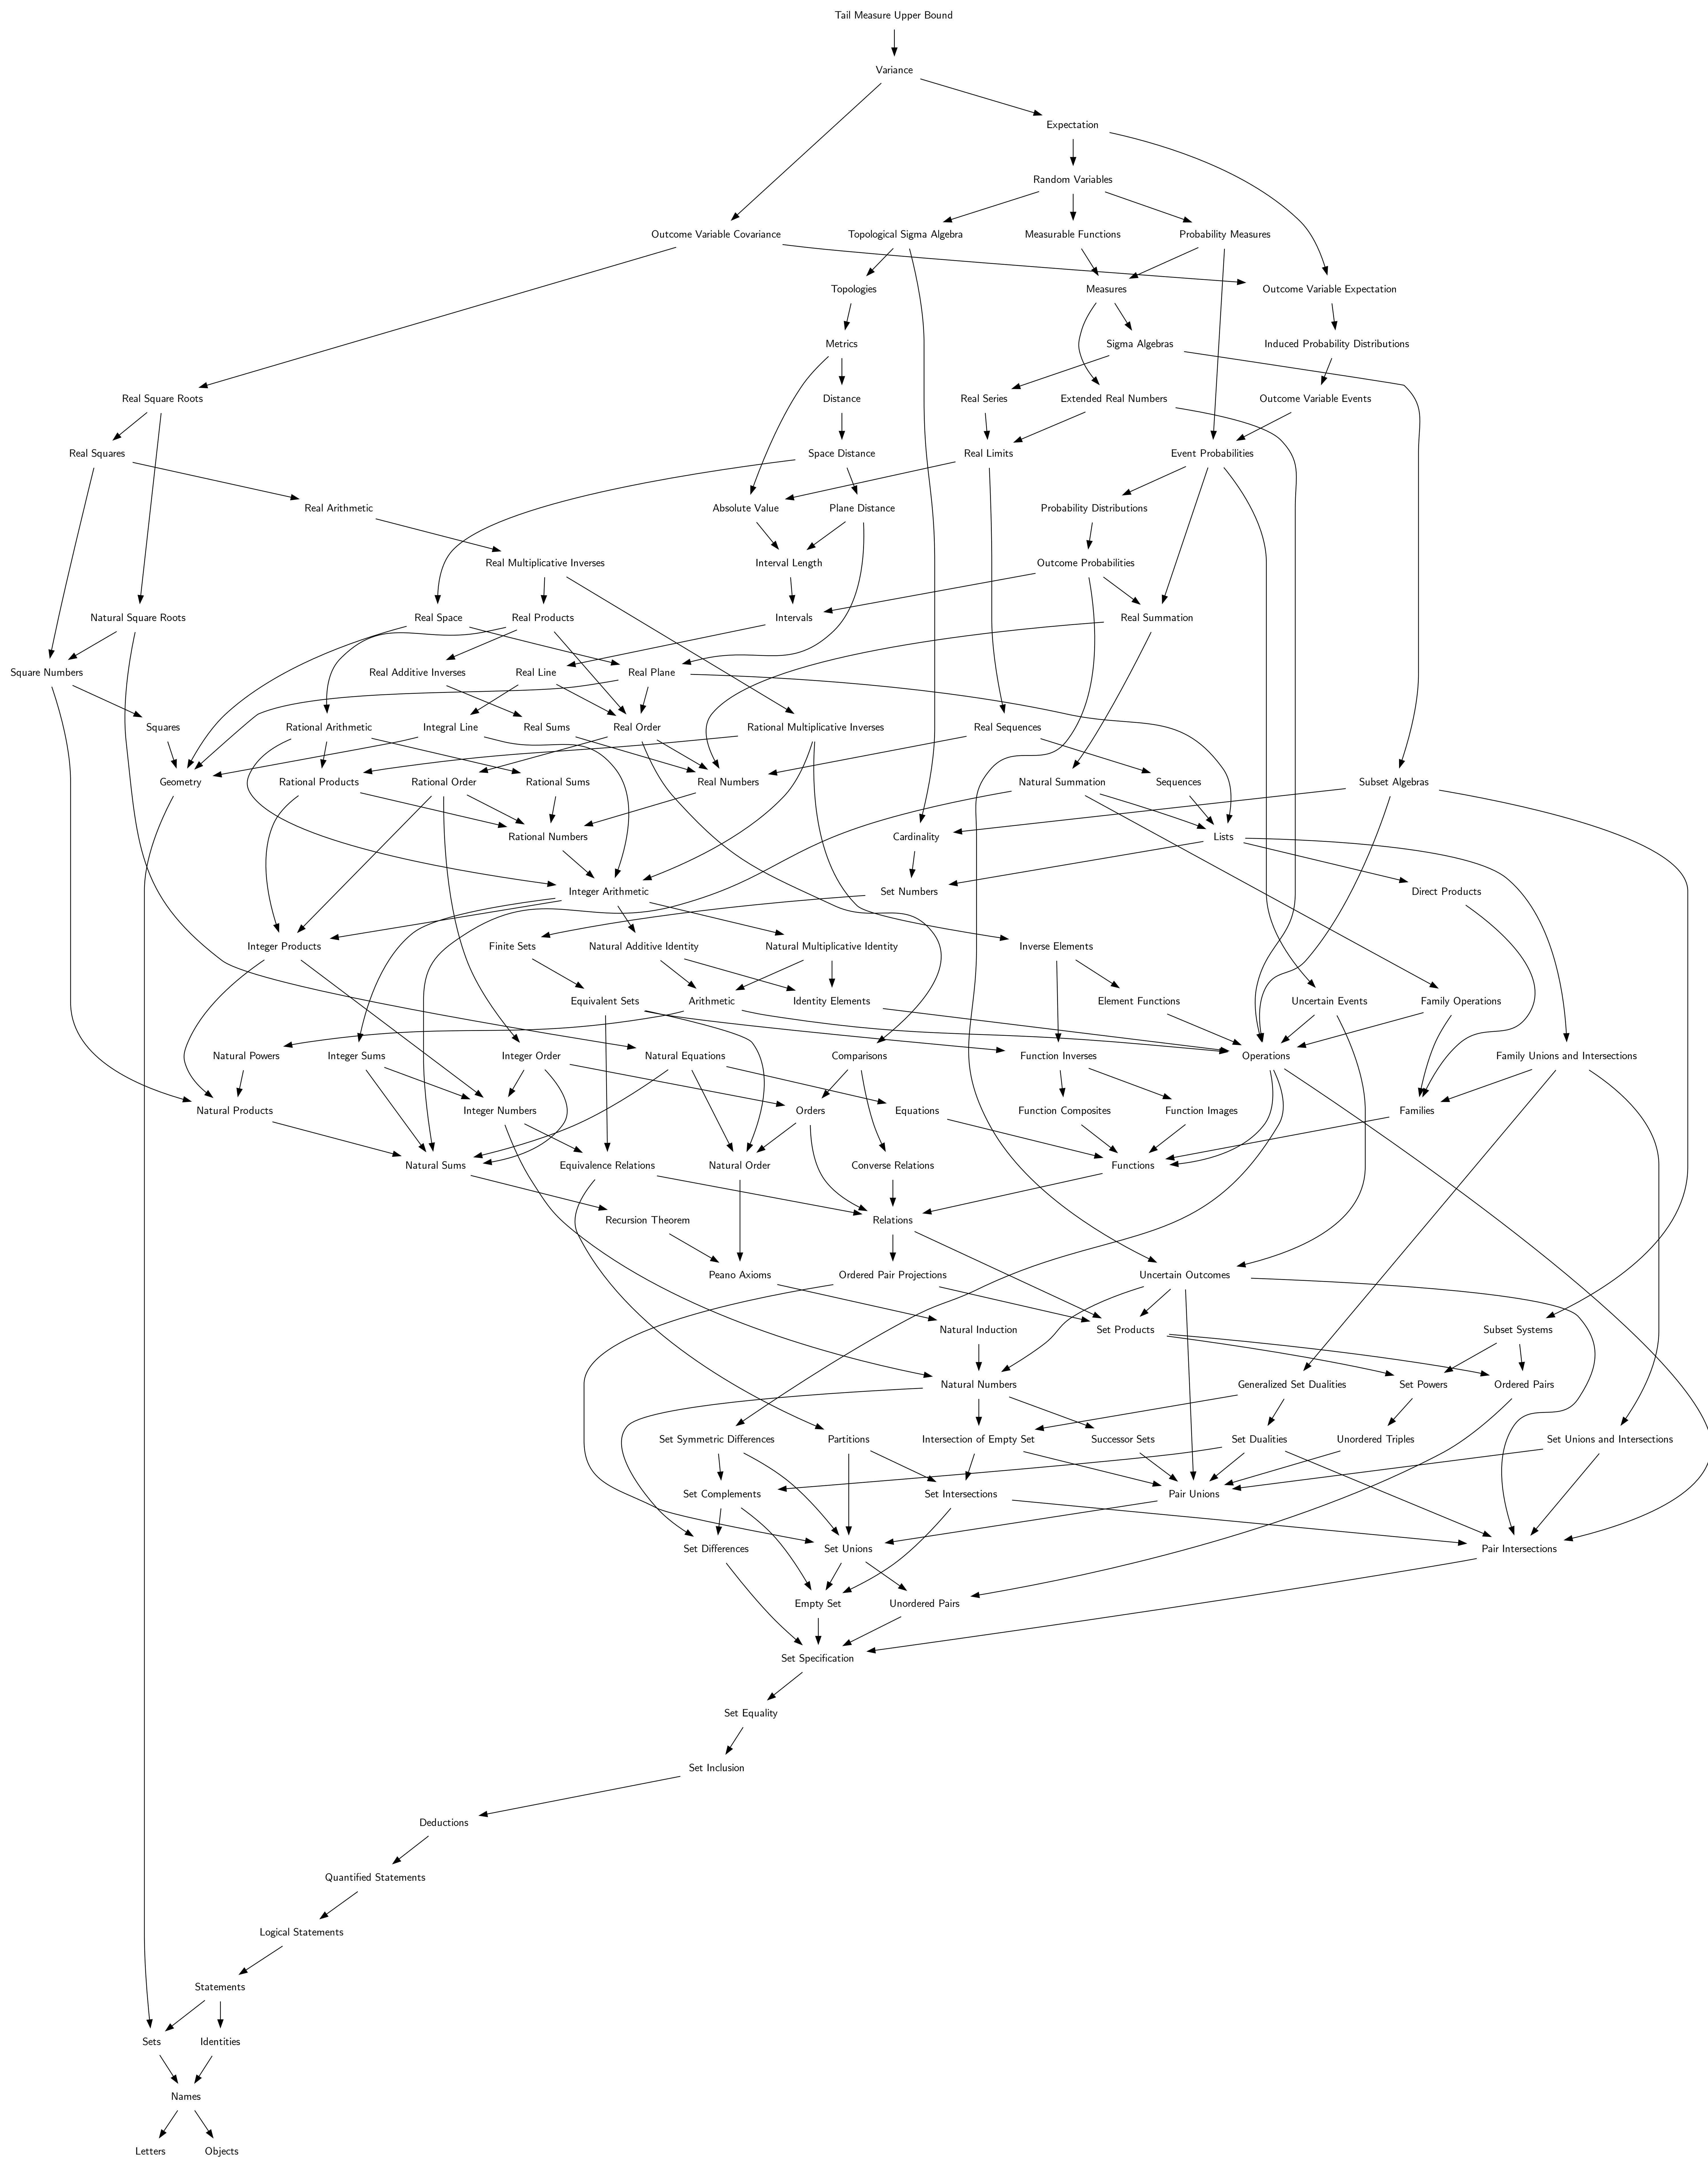 Tail Measure Upper Bound
Variance
Expectation
Random Variables
Outcome Variable Covariance
Topological Sigma Algebra
Measurable Functions
Probability Measures
Topologies
Measures
Outcome Variable Expectation
Metrics
Sigma Algebras
Induced Probability Distributions
Real Square Roots
Distance
Real Series
Extended Real Numbers
Outcome Variable Events
Real Squares
Space Distance
Real Limits
Event Probabilities
Real Arithmetic
Absolute Value
Plane Distance
Probability Distributions
Real Multiplicative Inverses
Interval Length
Outcome Probabilities
Natural Square Roots
Real Space
Real Products
Intervals
Real Summation
Square Numbers
Real Additive Inverses
Real Line
Real Plane
Squares
Rational Arithmetic
Integral Line
Real Sums
Real Order
Rational Multiplicative Inverses
Real Sequences
Geometry
Rational Products
Rational Order
Rational Sums
Real Numbers
Natural Summation
Sequences
Subset Algebras
Rational Numbers
Cardinality
Lists
Integer Arithmetic
Set Numbers
Direct Products
Integer Products
Finite Sets
Natural Additive Identity
Natural Multiplicative Identity
Inverse Elements
Equivalent Sets
Arithmetic
Identity Elements
Element Functions
Uncertain Events
Family Operations
Natural Powers
Integer Sums
Integer Order
Natural Equations
Comparisons
Function Inverses
Operations
Family Unions and Intersections
Natural Products
Integer Numbers
Orders
Equations
Function Composites
Function Images
Families
Natural Sums
Equivalence Relations
Natural Order
Converse Relations
Functions
Recursion Theorem
Relations
Peano Axioms
Ordered Pair Projections
Uncertain Outcomes
Natural Induction
Set Products
Subset Systems
Natural Numbers
Generalized Set Dualities
Set Powers
Ordered Pairs
Set Symmetric Differences
Partitions
Intersection of Empty Set
Successor Sets
Set Dualities
Unordered Triples
Set Unions and Intersections
Set Complements
Set Intersections
Pair Unions
Set Differences
Set Unions
Pair Intersections
Empty Set
Unordered Pairs
Set Specification
Set Equality
Set Inclusion
Deductions
Quantified Statements
Logical Statements
Statements
Sets
Identities
Names
Letters
Objects